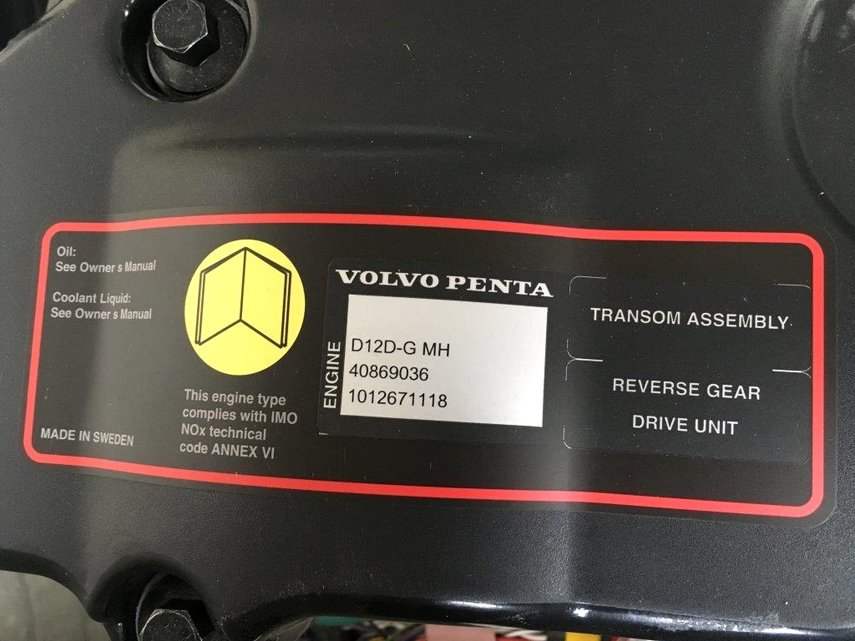 Oil:
See Owner s Manual
Coolant Liquid:
See Owner s Manual
MADE IN SWEDEN
This engine type
complies with IMO
NOx technical
code ANNEX VI
VOLVO PENTA
ENGINE
D12D-G MH
40869036
1012671118
TRANSOM ASSEMBLY
REVERSE GEAR
DRIVE UNIT